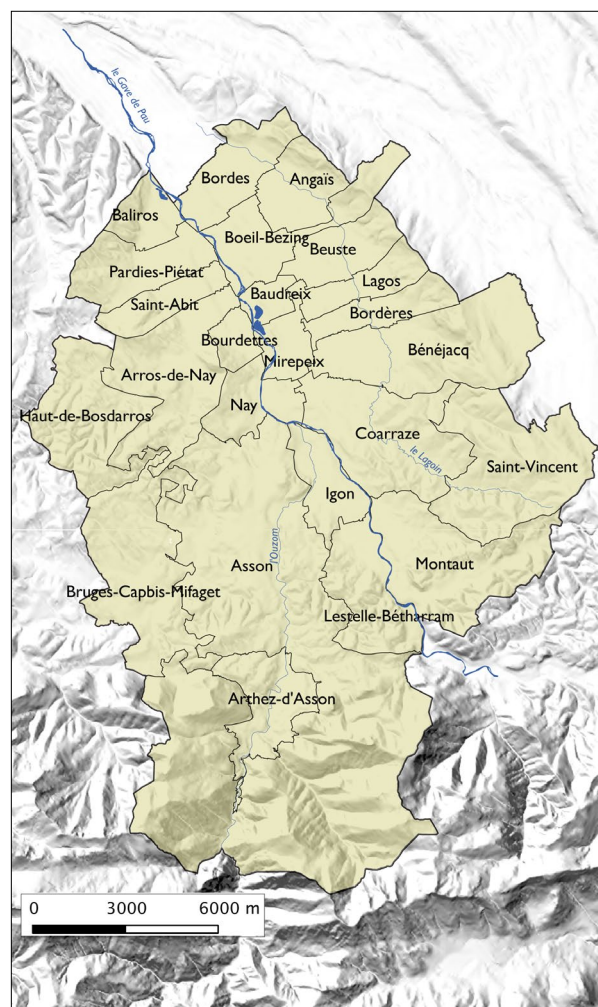 le Gave de Pau
Bordes
Angaïs
Baliros
Boeil-Bezing
Beuste
Pardies-Piétat
Lagos
Baudreix
Saint-Abit
Bordères
Bourdettes
Bénéjacq
Mirepeix
Arros-de-Nay
Nay
Haut-de-Bosdarros
Coarraze
le Lagoin
Saint-Vincent
Igon
l'Ouzom
Asson
Montaut
Bruges-Capbis-Mifaget
Lestelle-Bétharram
Arthez-d'Asson
0 3000 6000 m